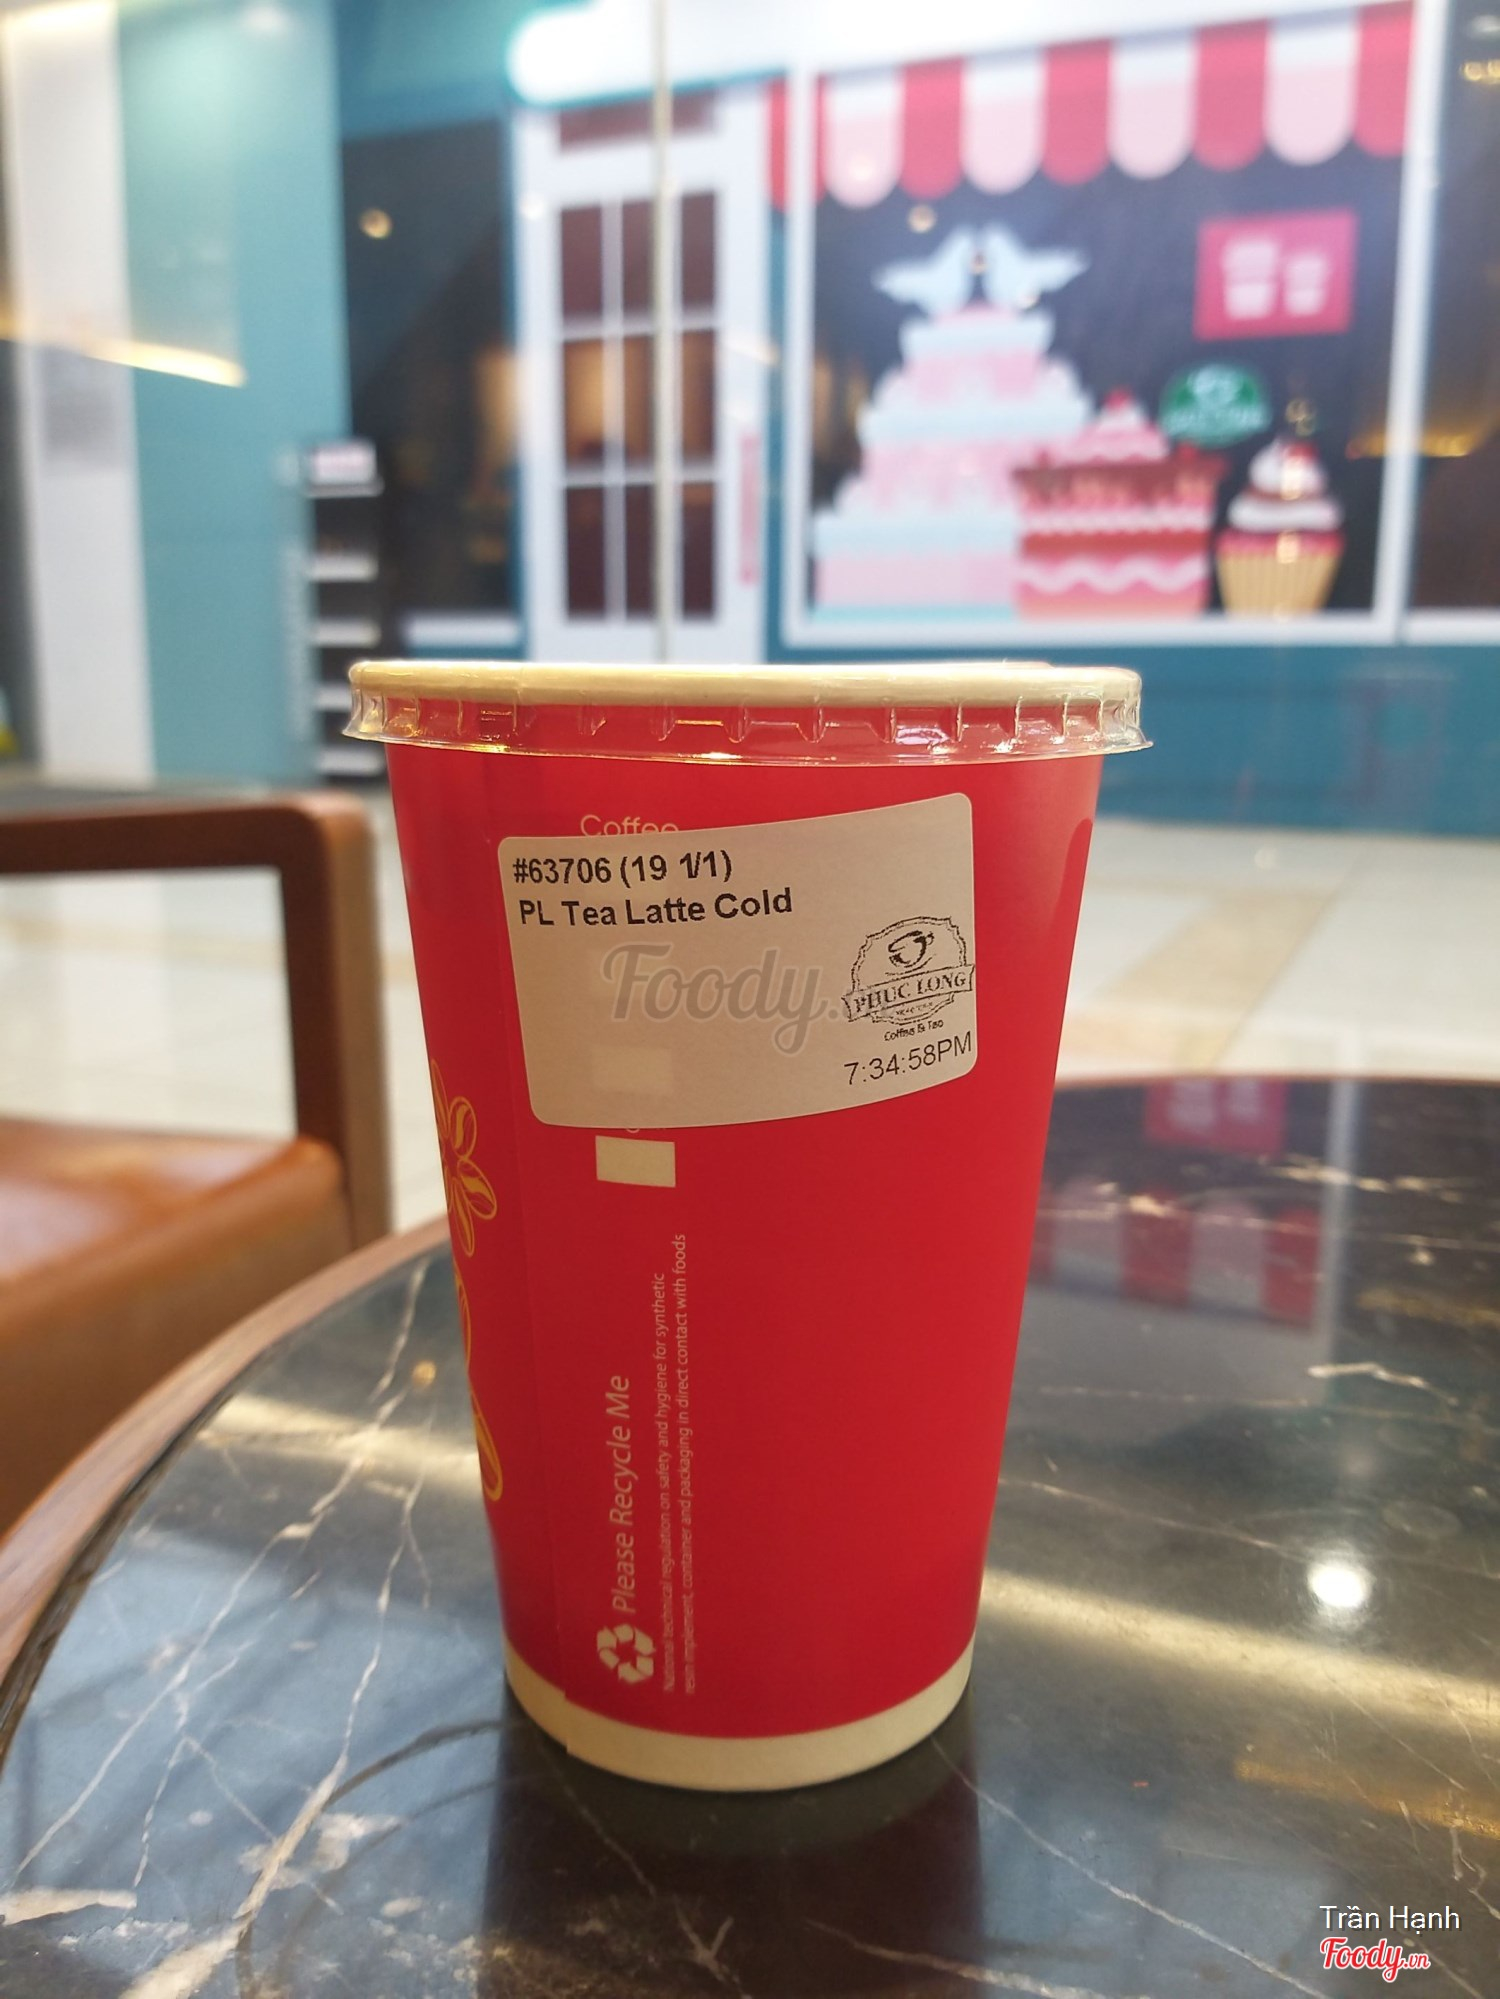 Coffee
#63706 (19 1/1)
PL Tea Latte Cold
Foody.vn
PHUC LONG
Coffee & Tea
7:34:58PM
Please Recycle Me
National technical regulation on safety and hygiene for synthetic
resin implement, container and packaging in direct contact with foods
Trần Hạnh
Foody.vn